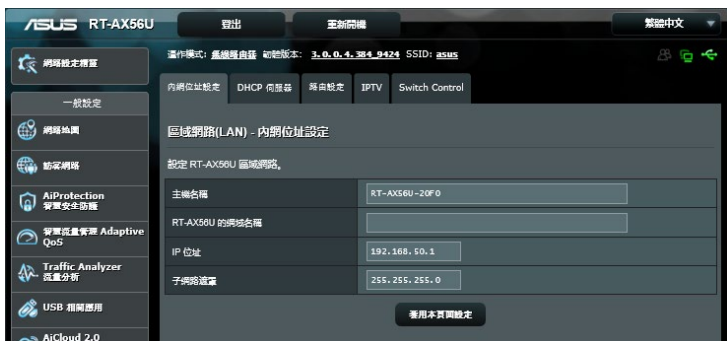 ASUS RT-AX56U 登出 重新開機 繁體中文
操作模式: 無線路由器 韌體版本: 3.0.0.4.384_9424 SSID: asus
網路設定精靈
內網位址設定 DHCP 伺服器 路由設定 IPTV Switch Control
一般設定
網路地圖
訪客網路
AiProtection
智慧安全防護
智慧流量管理 Adaptive
QoS
Traffic Analyzer
流量分析
USB 相關應用
AiCloud 2.0
區域網路(LAN) - 內網位址設定
設定 RT-AX56U 區域網路。
主機名稱 RT-AX56U-20F0
RT-AX56U 的網域名稱
IP 位址 192.168.50.1
子網路遮罩 255.255.255.0
套用本頁面設定